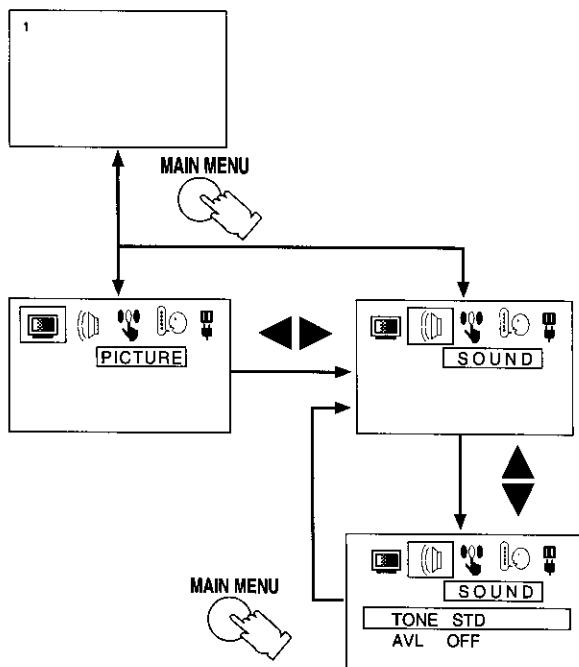 1
MAIN MENU
PICTURE
SOUND
MAIN MENU
SOUND
TONE STD
AVL OFF